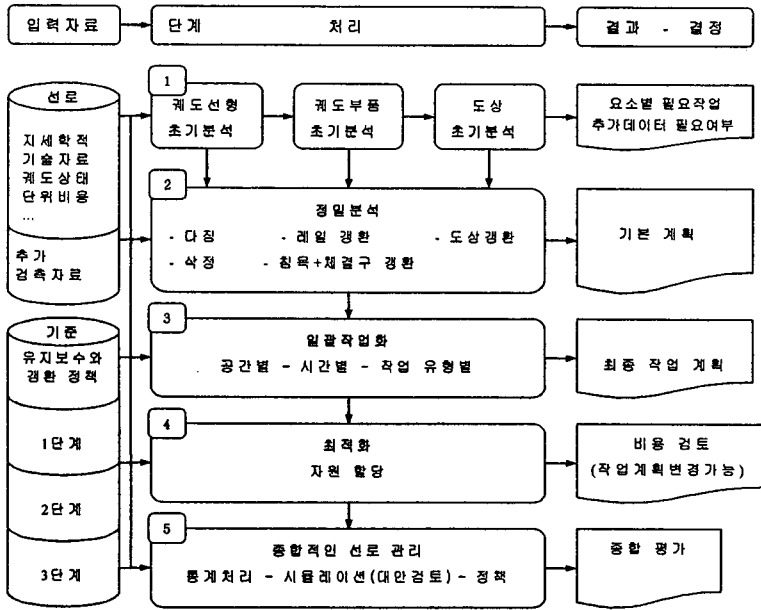 입력자료
단계 처리
결과 - 결정
선로
지세학적
기술자료
궤도상태
단위비용
...
추가
검측자료
1
궤도선형
초기분석
궤도부품
초기분석
도상
초기분석
요소별 필요작업
추가데이터 필요여부
2
정밀분석
- 다짐 - 레일 갱환 - 도상갱환
- 삭정 - 침목+체결구 갱환
기본 계획
기준
유지보수와
갱환 정책
1단계
2단계
3단계
3
일괄작업화
공간별 - 시간별 - 작업 유형별
최종 작업 계획
4
최적화
자원 할당
비용 검토
(작업계획변경가능)
5
종합적인 선로 관리
통계처리 - 시뮬레이션(대안검토) - 정책
종합 평가